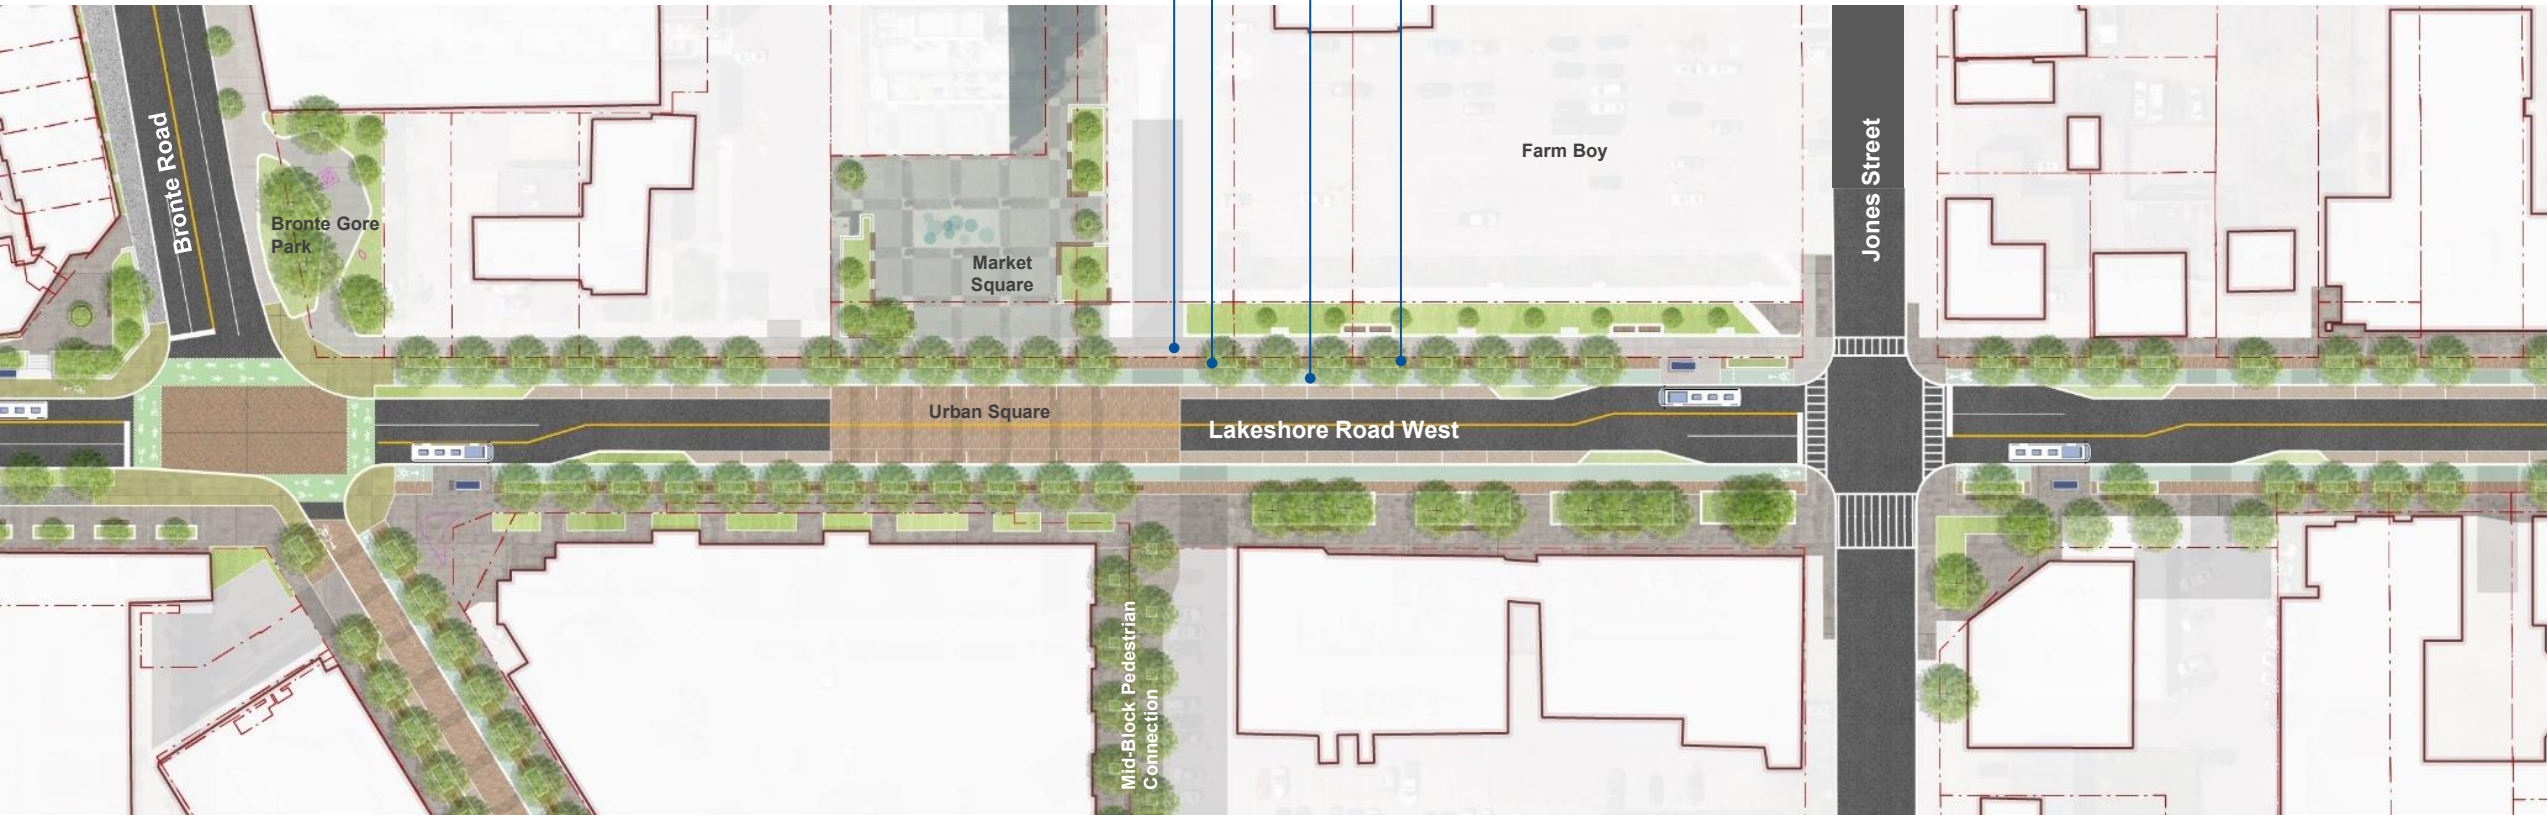 Bronte Road
Bronte Gore
Park
Market
Square
Farm Boy
Jones Street
Urban Square
Lakeshore Road West
Mid-Block Pedestrian
Connection